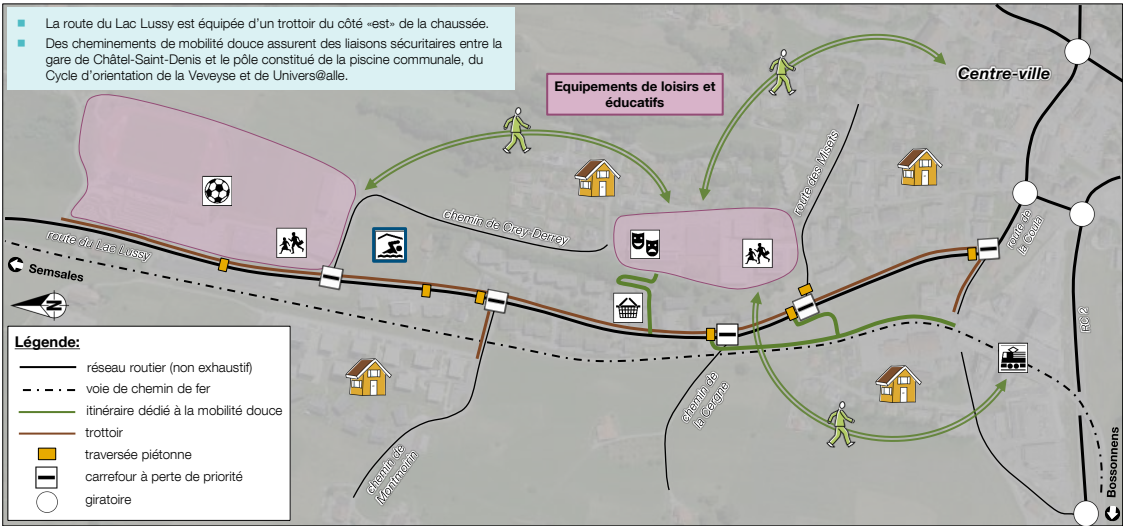 La route du Lac Lussy est équipée d'un trottoir du côté «est» de la chaussée.
Des cheminements de mobilité douce assurent des liaisons sécuritaires entre la
gare de Châtel-Saint-Denis et le pôle constitué de la piscine communale, du
Cycle d'orientation de la Veveyse et de Univers@alle.
Equipements de loisirs et
éducatifs
Centre-ville
route des Misets
chemin de Crey-Derrey
route du Lac Lussy
route de
la Coula
Semsales
N
RC 2
chemin de
la Cergne
chemin de
Montmoirin
Bossonnens
Légende:
réseau routier (non exhaustif)
voie de chemin de fer
itinéraire dédié à la mobilité douce
trottoir
traversée piétonne
carrefour à perte de priorité
giratoire